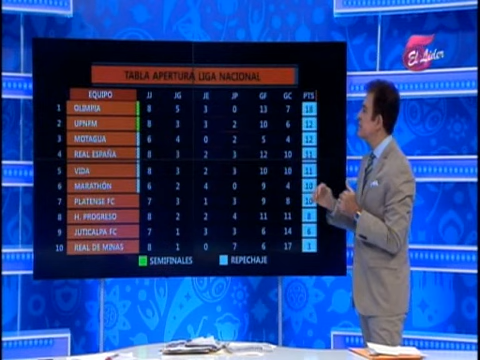 El Líder
TABLA APERTURA LIGA NACIONAL
EQUIPO JJ JG JE JP GF GC PTS
1 OLIMPIA 8 5 3 0 13 7 18
2 UPNFM 8 3 3 2 10 6 12
3 MOTAGUA 6 4 0 2 5 4 12
4 REAL ESPAÑA 8 3 2 3 12 10 11
5 VIDA 8 3 2 3 10 10 11
6 MARATHÓN 6 2 4 0 9 4 10
7 PLATENSE FC 7 3 1 3 9 8 10
8 H. PROGRESO 8 2 2 4 11 11 8
9 JUTICALPA FC 7 1 3 3 6 14 6
10 REAL DE MINAS 8 1 0 7 6 17 3
SEMIFINALES REPECHAJE